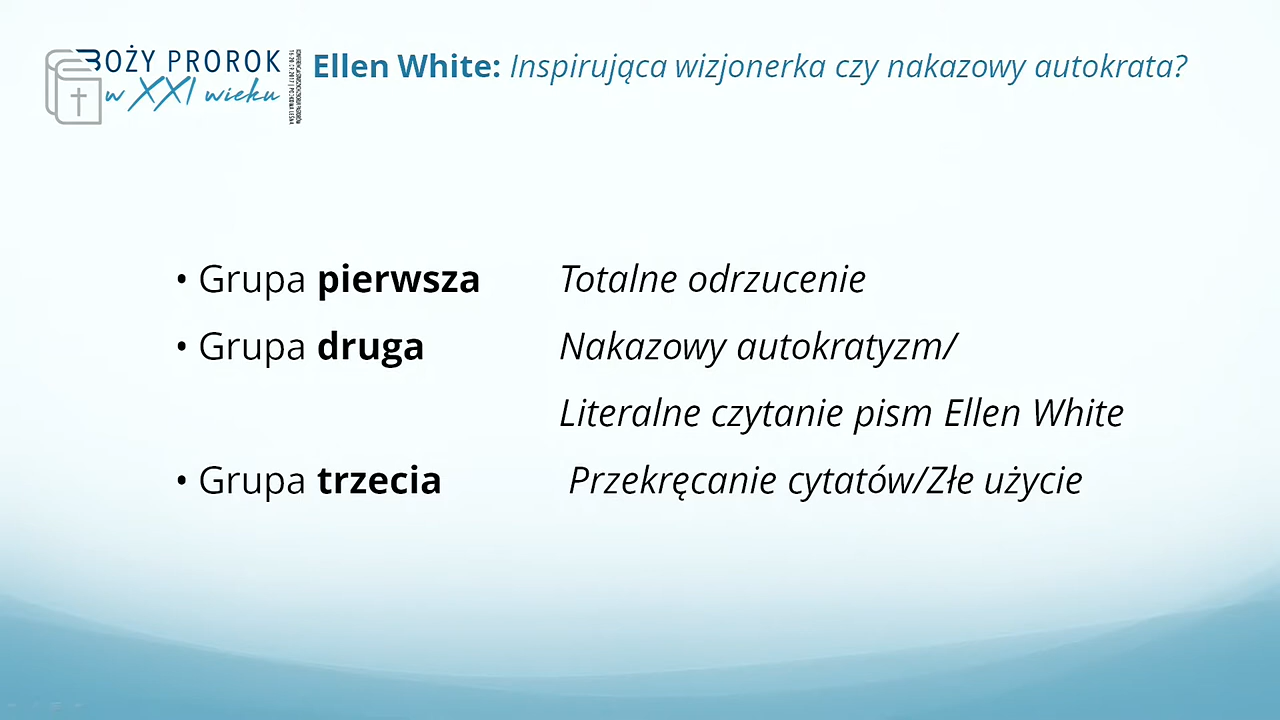 BOŻY PROROK
w XXI wieku
Ellen White: Inspirująca wizjonerka czy nakazowy autokrata?
• Grupa pierwsza Totalne odrzucenie
• Grupa druga Nakazowy autokratyzm/
Literalne czytanie pism Ellen White
• Grupa trzecia Przekręcanie cytatów/Złe użycie